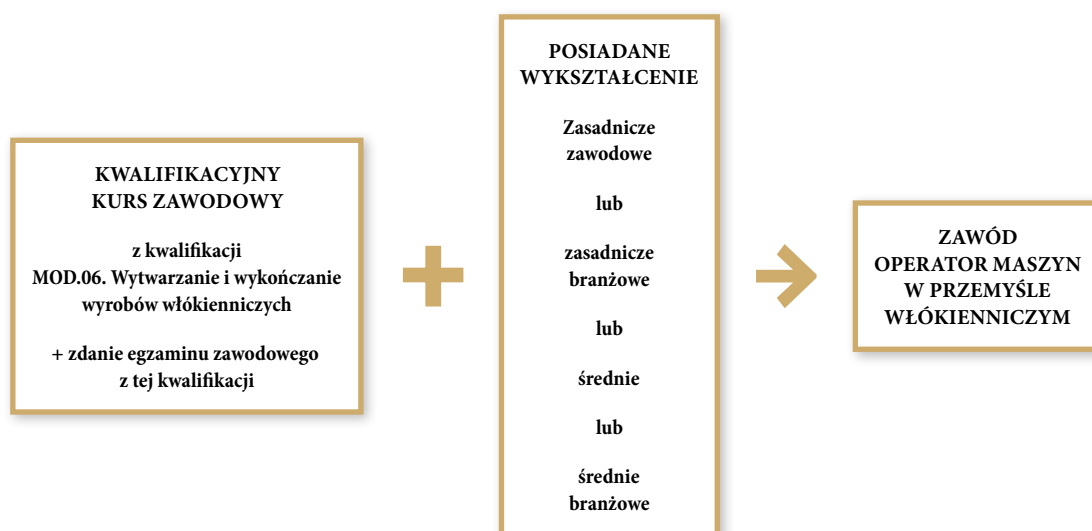 KWALIFIKACYJNY
KURS ZAWODOWY
z kwalifikacji
MOD.06. Wytwarzanie i wykończanie
wyrobów włókienniczych
+ zdanie egzaminu zawodowego
z tej kwalifikacji
POSIADANE
WYKSZTAŁCENIE
Zasadnicze
zawodowe
lub
zasadnicze
branżowe
lub
średnie
lub
średnie
branżowe
ZAWÓD
OPERATOR MASZYN
W PRZEMYŚLE
WŁÓKIENNICZYM